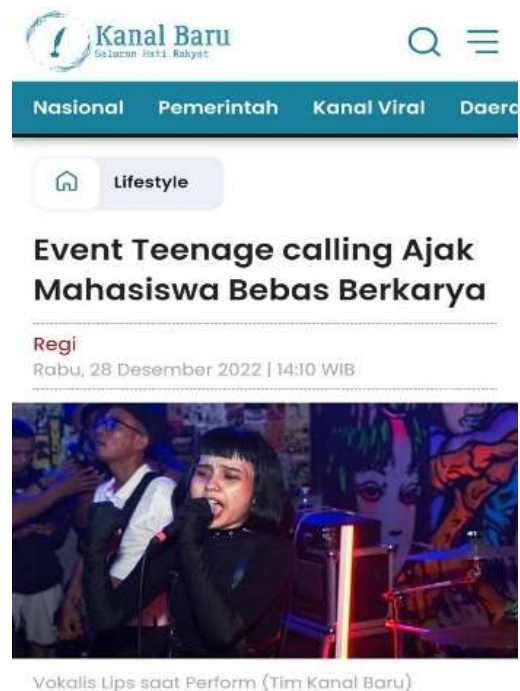 Kanal Baru
Saluran Hati Rakyat
Nasional Pemerintah Kanal Viral Daera
Lifestyle
Event Teenage calling Ajak
Mahasiswa Bebas Berkarya
Regi
Rabu, 28 Desember 2022 | 14:10 WIB
Vokalis Lips saat Perform (Tim Kanal Baru)